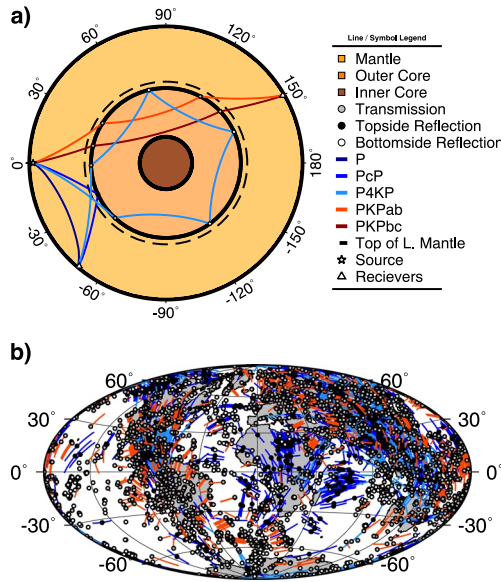 a)
90°
60°
120°
30°
150°
0°
180°
-30°
-150°
-60°
-120°
-90°
Line / Symbol Legend
Mantle
Outer Core
Inner Core
Transmission
Topside Reflection
Bottomside Reflection
P
PcP
P4KP
PKPab
PKPbc
Top of L. Mantle
Source
Recievers
b)
60° 60°
30° 30°
0° 0°
-30° -30°
-60° -60°